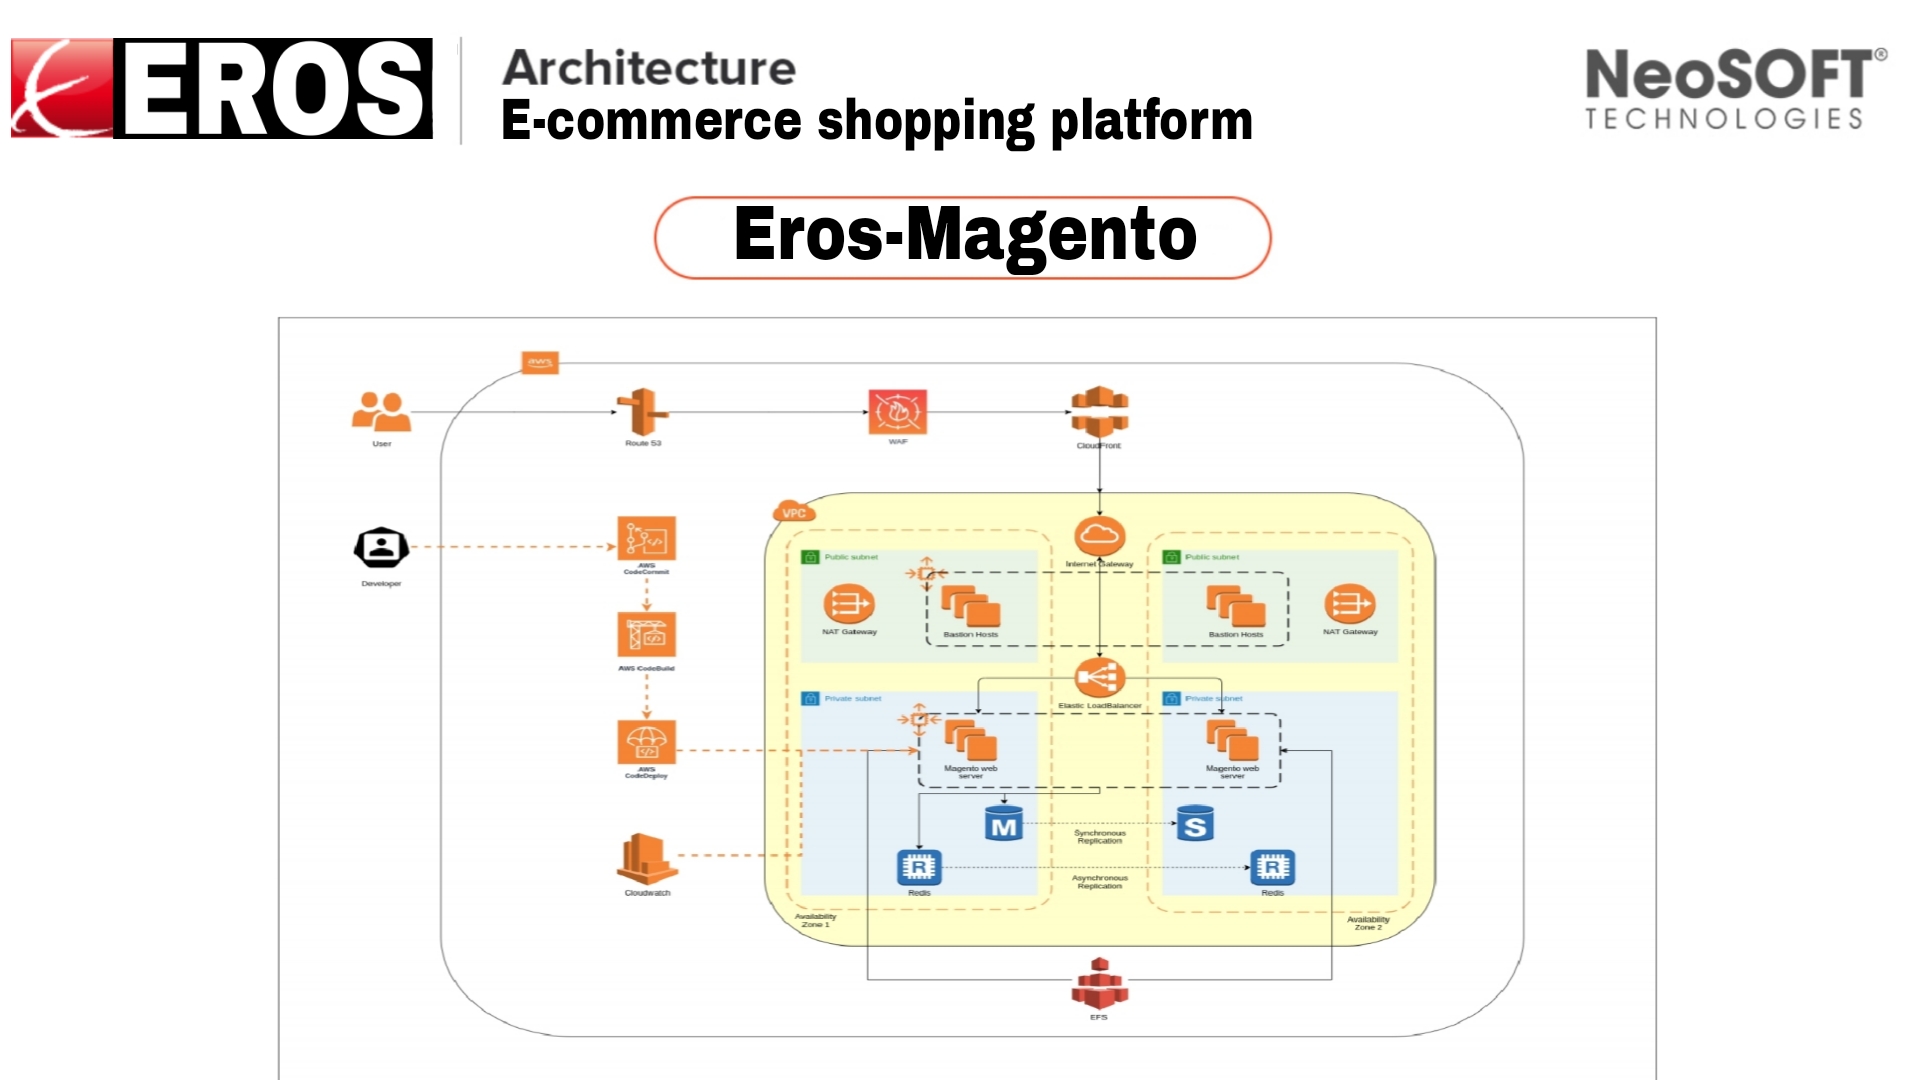 EROS
Architecture
E-commerce shopping platform
NeoSOFT®
TECHNOLOGIES
Eros-Magento
aws
User
Route 53
WAF
CloudFront
Developer
AWS
CodeCommit
AWS CodeBuild
AWS
CodeDeploy
Cloudwatch
VPC
Internet Gateway
Public subnet
NAT Gateway
Bastion Hosts
Public subnet
Bastion Hosts
NAT Gateway
Elastic LoadBalancer
Private subnet
Magento web
server
Private subnet
Magento web
server
M
Synchronous
Replication
S
R
Redis
Asynchronous
Replication
R
Redis
Availability
Zone 1
Availability
Zone 2
EFS